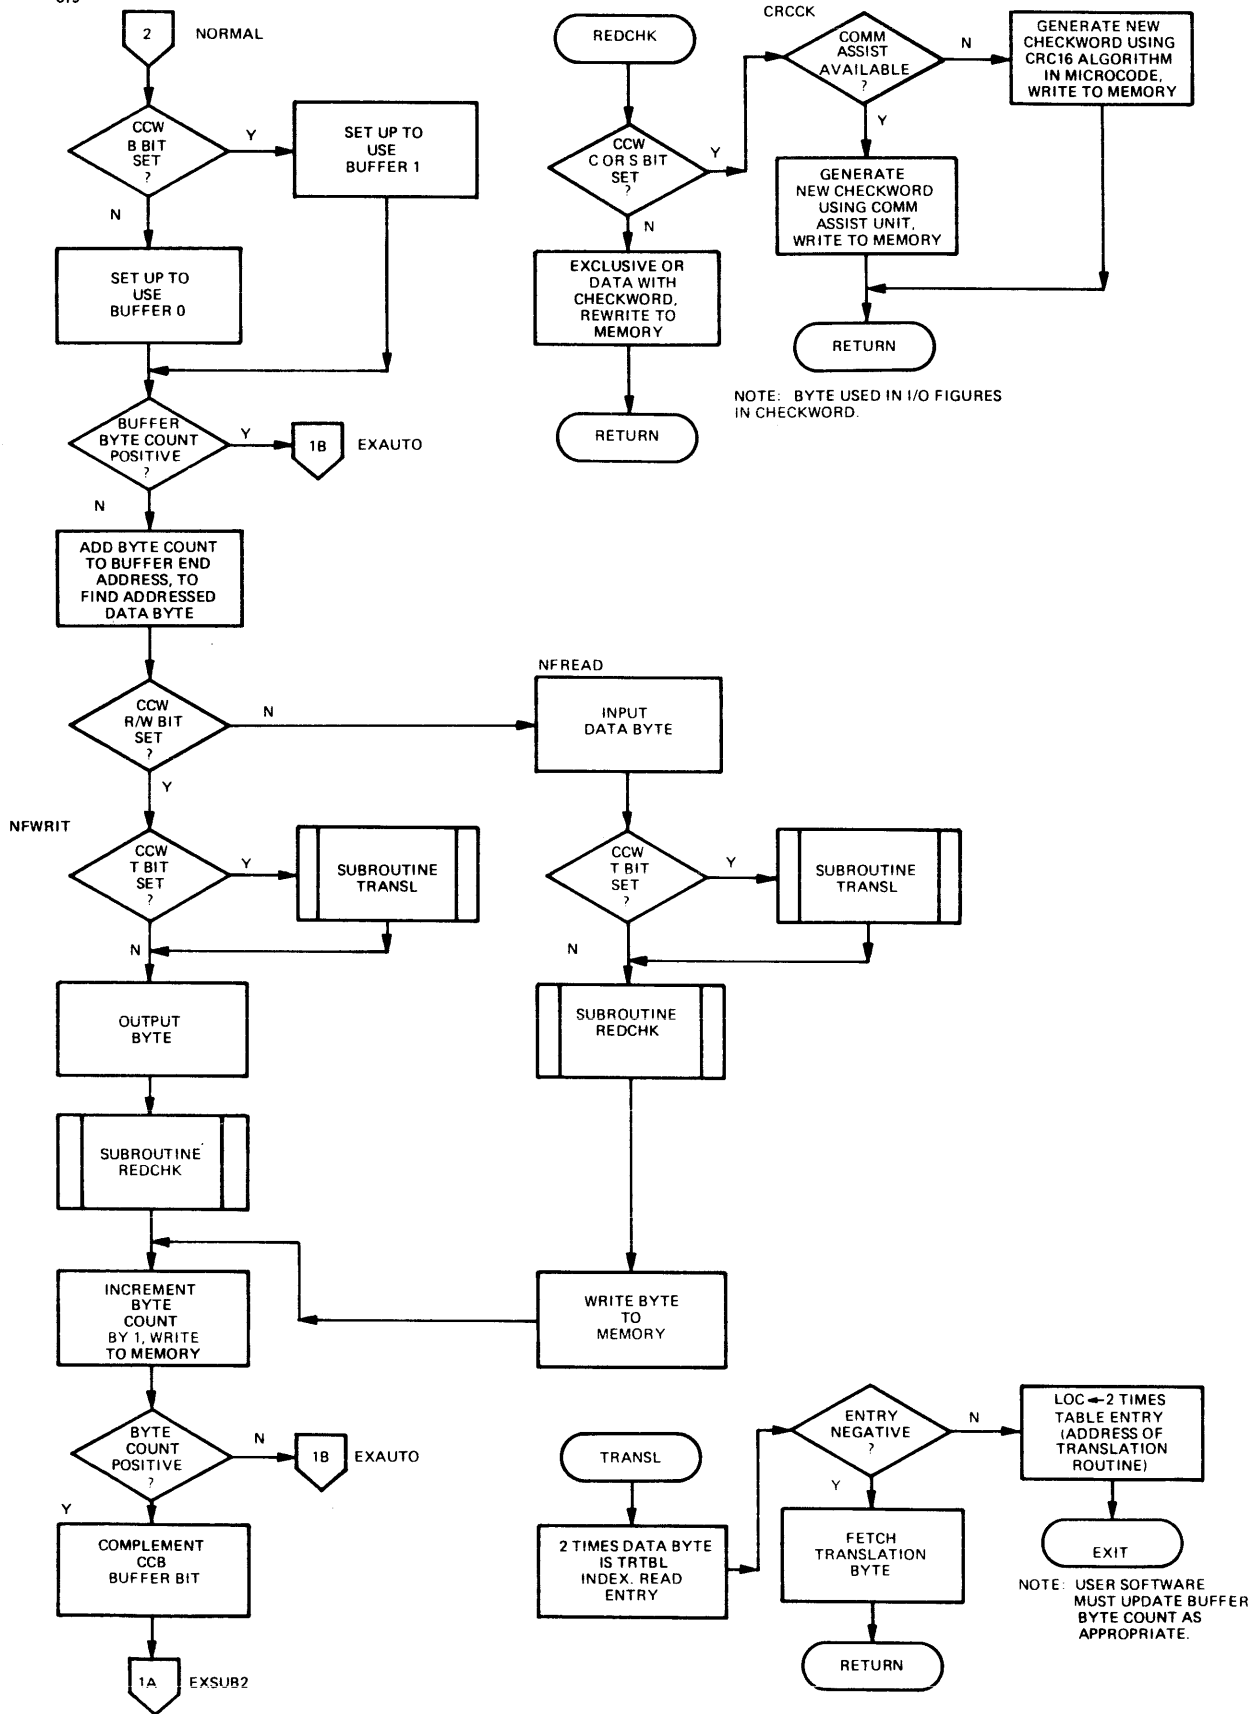 2
NORMAL
CCW
B BIT
SET
?
Y
SET UP TO
USE
BUFFER 1
N
SET UP TO
USE
BUFFER 0
BUFFER
BYTE COUNT
POSITIVE
?
Y
1B
EXAUTO
N
ADD BYTE COUNT
TO BUFFER END
ADDRESS, TO
FIND ADDRESSED
DATA BYTE
CCW
R/W BIT
SET
?
N
Y
NFWRIT
CCW
T BIT
SET
?
Y
SUBROUTINE
TRANSL
N
OUTPUT
BYTE
SUBROUTINE
REDCHK
INCREMENT
BYTE
COUNT
BY 1, WRITE
TO MEMORY
BYTE
COUNT
POSITIVE
?
N
1B
EXAUTO
Y
COMPLEMENT
CCB
BUFFER BIT
1A
EXSUB2
NFREAD
INPUT
DATA BYTE
CCW
T BIT
SET
?
Y
SUBROUTINE
TRANSL
N
SUBROUTINE
REDCHK
WRITE BYTE
TO
MEMORY
REDCHK
CCW
C OR S BIT
SET
?
Y
N
EXCLUSIVE OR
DATA WITH
CHECKWORD,
REWRITE TO
MEMORY
RETURN
CRCCK
COMM
ASSIST
AVAILABLE
?
N
GENERATE NEW
CHECKWORD USING
CRC16 ALGORITHM
IN MICROCODE,
WRITE TO MEMORY
Y
GENERATE
NEW CHECKWORD
USING COMM
ASSIST UNIT,
WRITE TO MEMORY
RETURN
NOTE: BYTE USED IN I/O FIGURES
IN CHECKWORD.
TRANSL
2 TIMES DATA BYTE
IS TRTBL
INDEX. READ
ENTRY
ENTRY
NEGATIVE
?
N
LOC←2 TIMES
TABLE ENTRY
(ADDRESS OF
TRANSLATION
ROUTINE)
Y
FETCH
TRANSLATION
BYTE
RETURN
EXIT
NOTE: USER SOFTWARE
MUST UPDATE BUFFER
BYTE COUNT AS
APPROPRIATE.